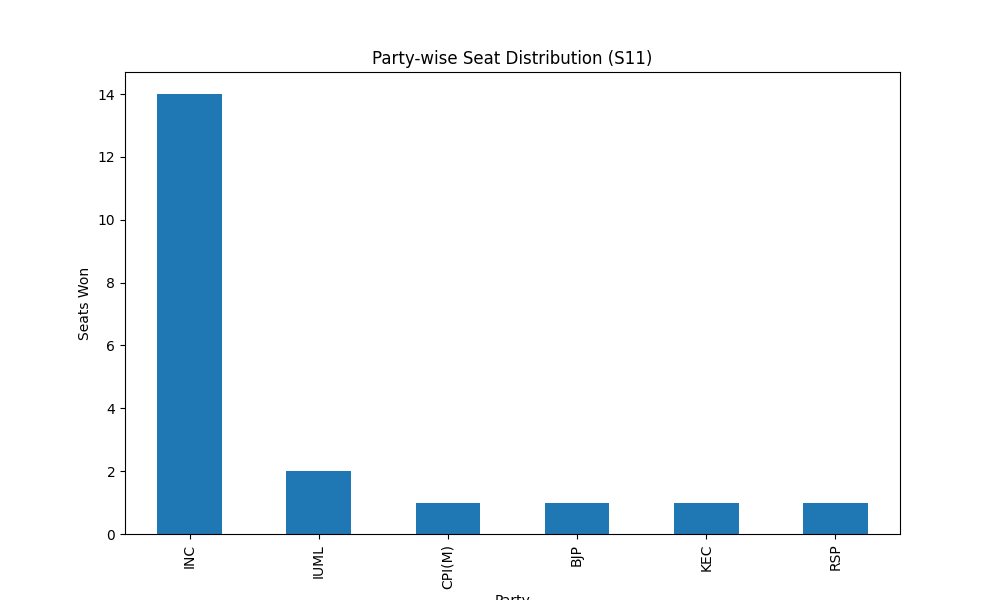 Party-wise Seat Distribution (S11)
14
12
10
8
6
4
2
0
Seats Won
INC
IUML
CPI(M)
BJP
KEC
RSP
Party